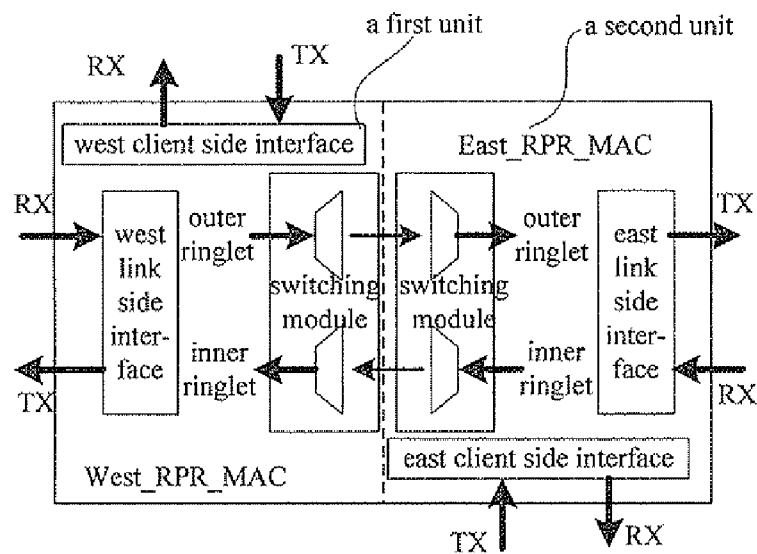 a first unit
a second unit
RX
TX
west client side interface
East_RPR_MAC
RX
TX
west
link
side
inter-
face
outer
ringlet
switching
module
inner
ringlet
switching
module
outer
ringlet
inner
ringlet
east
link
side
inter-
face
TX
RX
West_RPR_MAC
east client side interface
TX
RX